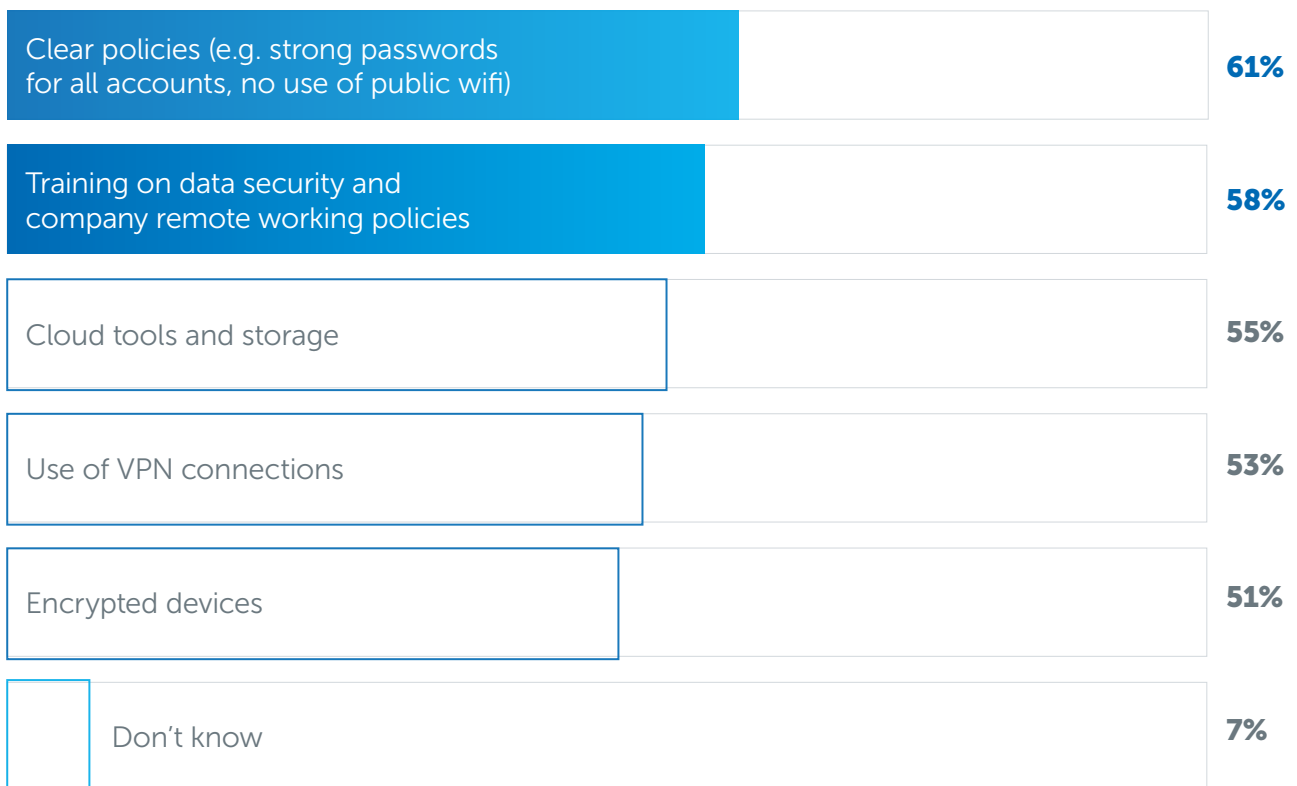 Clear policies (e.g. strong passwords
for all accounts, no use of public wifi)
61%
Training on data security and
company remote working policies
58%
Cloud tools and storage
55%
Use of VPN connections
53%
Encrypted devices
51%
Don’t know
7%